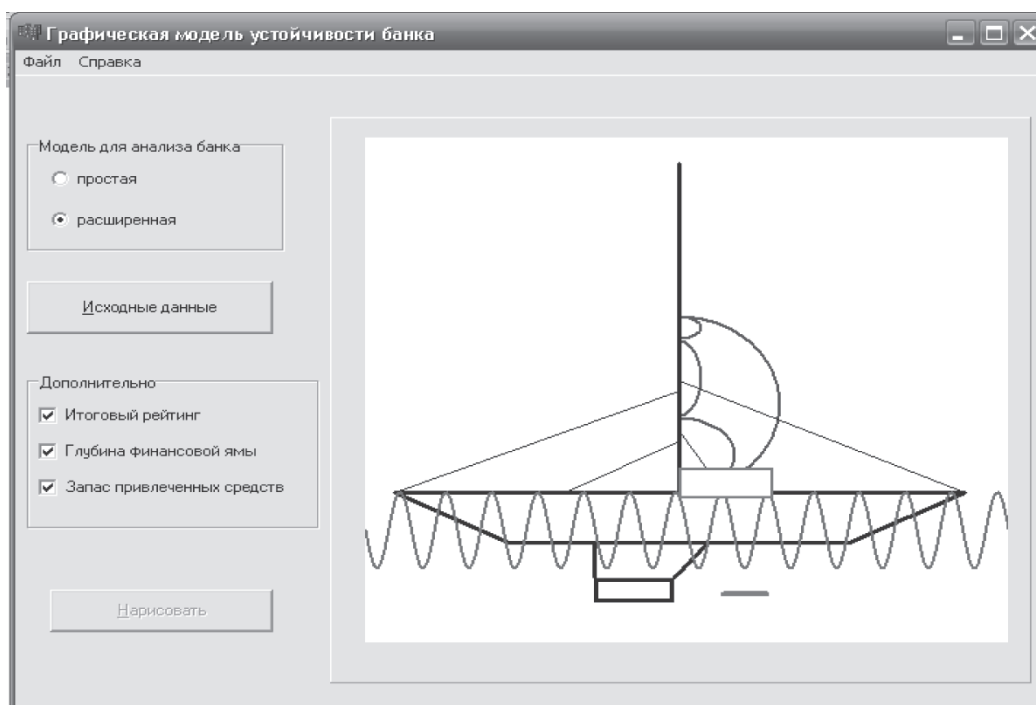 Графическая модель устойчивости банка
Файл Справка
Модель для анализа банка
простая
расширенная
Исходные данные
Дополнительно
Итоговый рейтинг
Глубина финансовой ямы
Запас привлеченных средств
Нарисовать